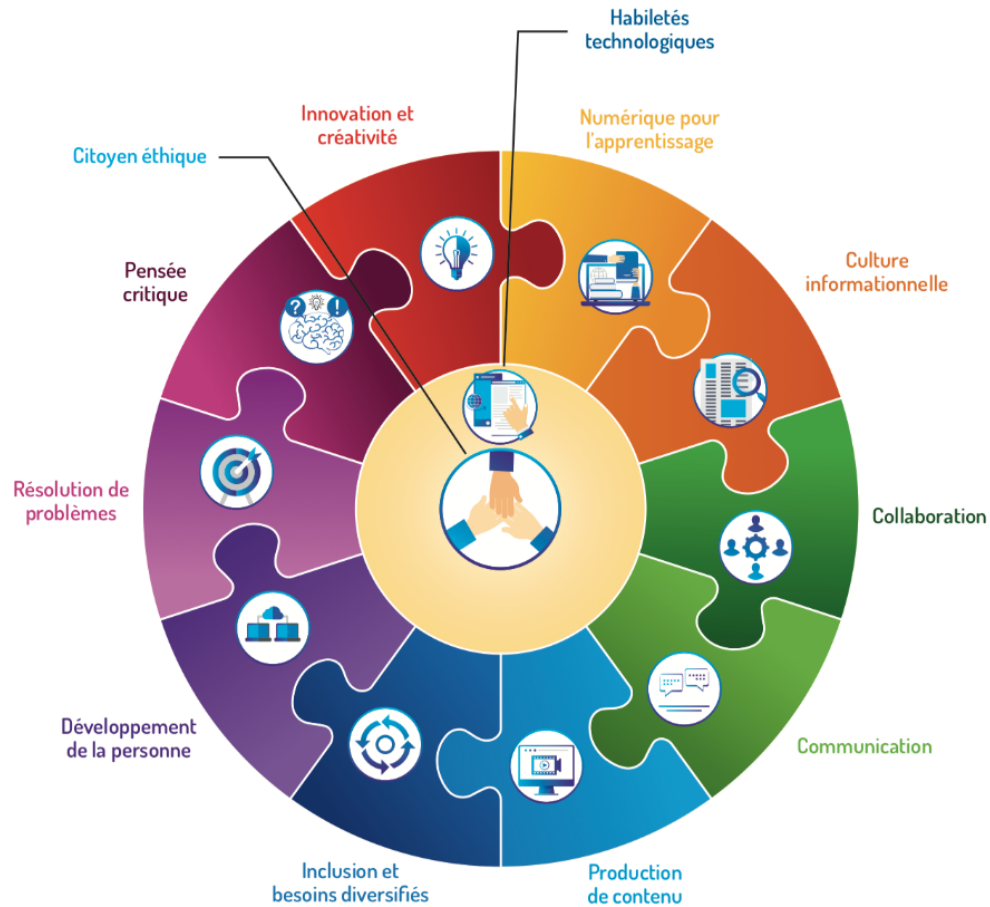 Habiletés
technologiques
Innovation et
créativité
Numérique pour
l'apprentissage
Citoyen éthique
Pensée
critique
Culture
informationnelle
Résolution de
problèmes
Collaboration
Développement
de la personne
Communication
Inclusion et
besoins diversifiés
Production
de contenu
? !